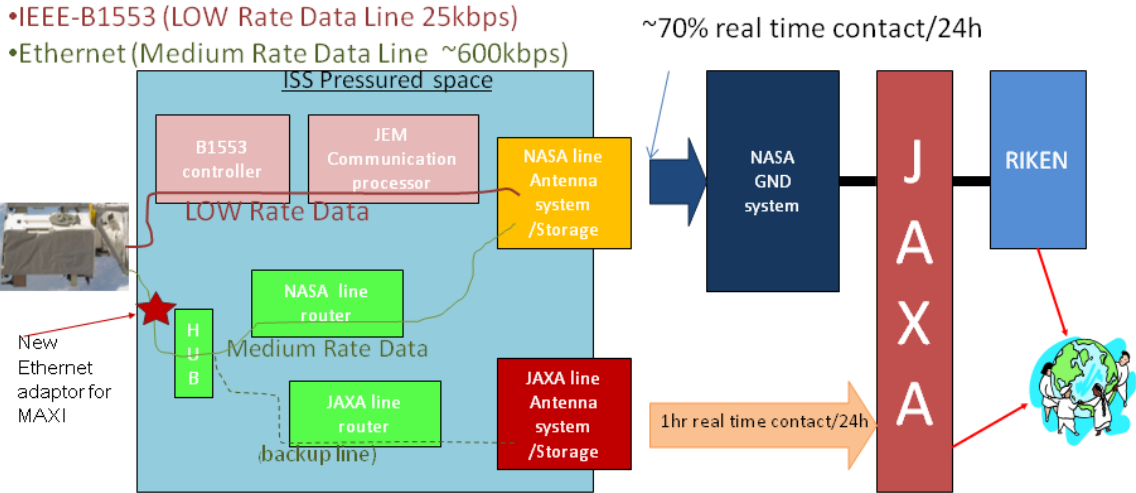 •IEEE-B1553 (LOW Rate Data Line 25kbps)
•Ethernet (Medium Rate Data Line ~600kbps)
~70% real time contact/24h
ISS Pressured space
B1553
controller
JEM
Communication
processor
NASA line
Antenna
system
/Storage
LOW Rate Data
NASA
GND
system
J
A
X
A
RIKEN
NASA line
router
H
U
B
Medium Rate Data
New
Ethernet
adaptor for
MAXI
JAXA line
router
(backup line)
JAXA line
Antenna
system
/Storage
1hr real time contact/24h